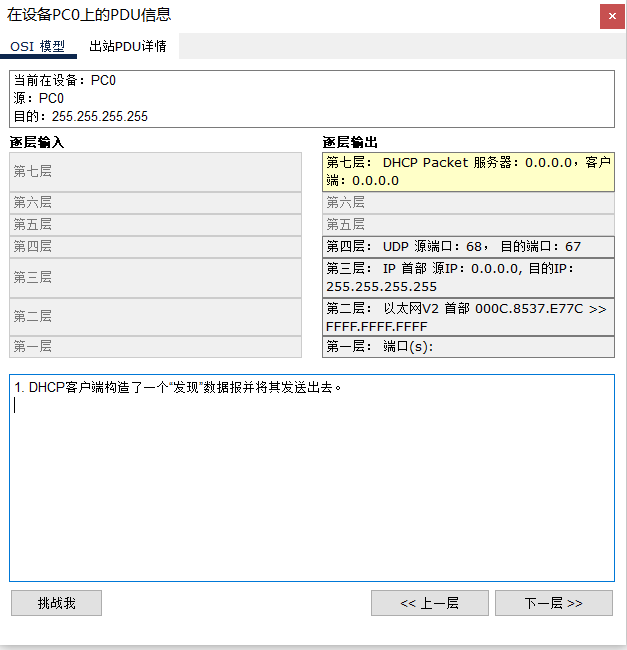 在设备PC0上的PDU信息
×
OSI 模型
出站PDU详情
当前在设备：PC0
源：PC0
目的：255.255.255.255
逐层输入
逐层输出
第七层
第七层： DHCP Packet 服务器：0.0.0.0，客户
端：0.0.0.0
第六层
第六层
第五层
第五层
第四层
第四层： UDP 源端口：68， 目的端口：67
第三层
第三层： IP 首部 源IP：0.0.0.0, 目的IP：
255.255.255.255
第二层
第二层： 以太网V2 首部 000C.8537.E77C >>
FFFF.FFFF.FFFF
第一层
第一层： 端口(s):
1. DHCP客户端构造了一个“发现”数据报并将其发送出去。
挑战我
<< 上一层
下一层 >>